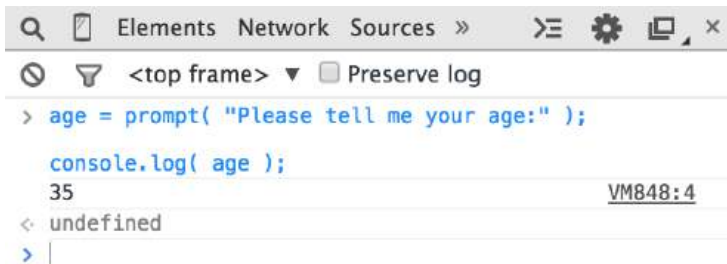 Elements Network Sources »
<top frame> ▼ Preserve log
> age = prompt( "Please tell me your age:" );
console.log( age );
35 VM848:4
<· undefined
>